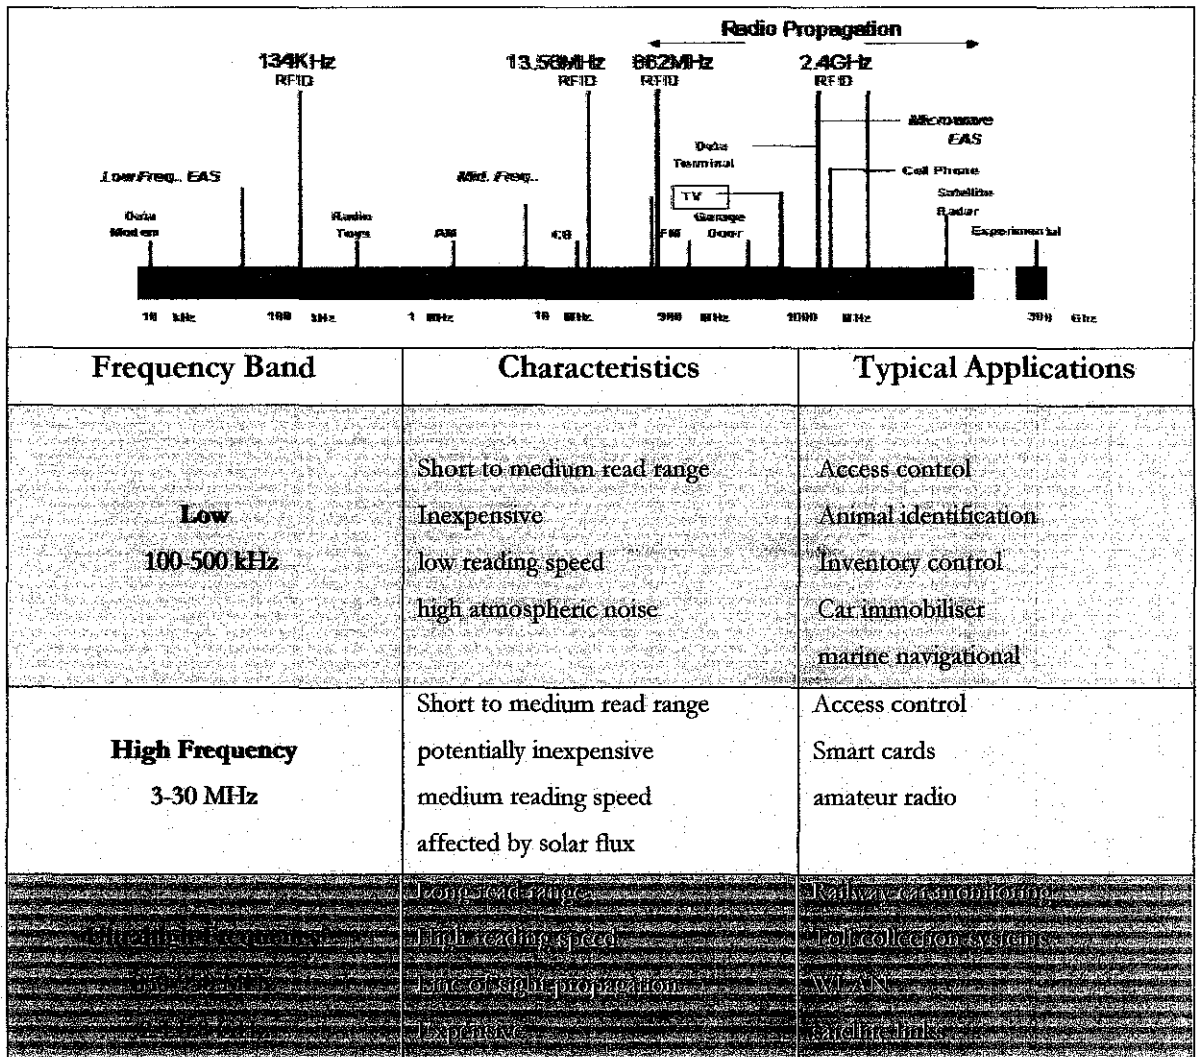 Radio Propagation
134KHz 13.56MHz 862MHz 2.4GHz
RFID RFID RFID RFID
Microwave
EAS
Data
Terminal
Low Freq.. EAS Mid. Freq.. Cell Phone
TV Satellite
Data Radio Garage Radar
Modem Toys AM CB FM Door Experimental
10 kHz 100 kHz 1 MHz 10 MHz. 900 MHz 1000 MHz 300 Ghz
Frequency Band Characteristics Typical Applications
Short to medium read range Access control
Low Inexpensive Animal identification
100-500 kHz low reading speed Inventory control
high atmospheric noise Car immobiliser
marine navigational
Short to medium read range Access control
High Frequency potentially inexpensive Smart cards
3-30 MHz medium reading speed amateur radio
affected by solar flux
Long read range Railway car monitoring
Ultrahigh Frequency High reading speed Toll collection systems
Line of sight propagation WLAN
Expensive satellite links